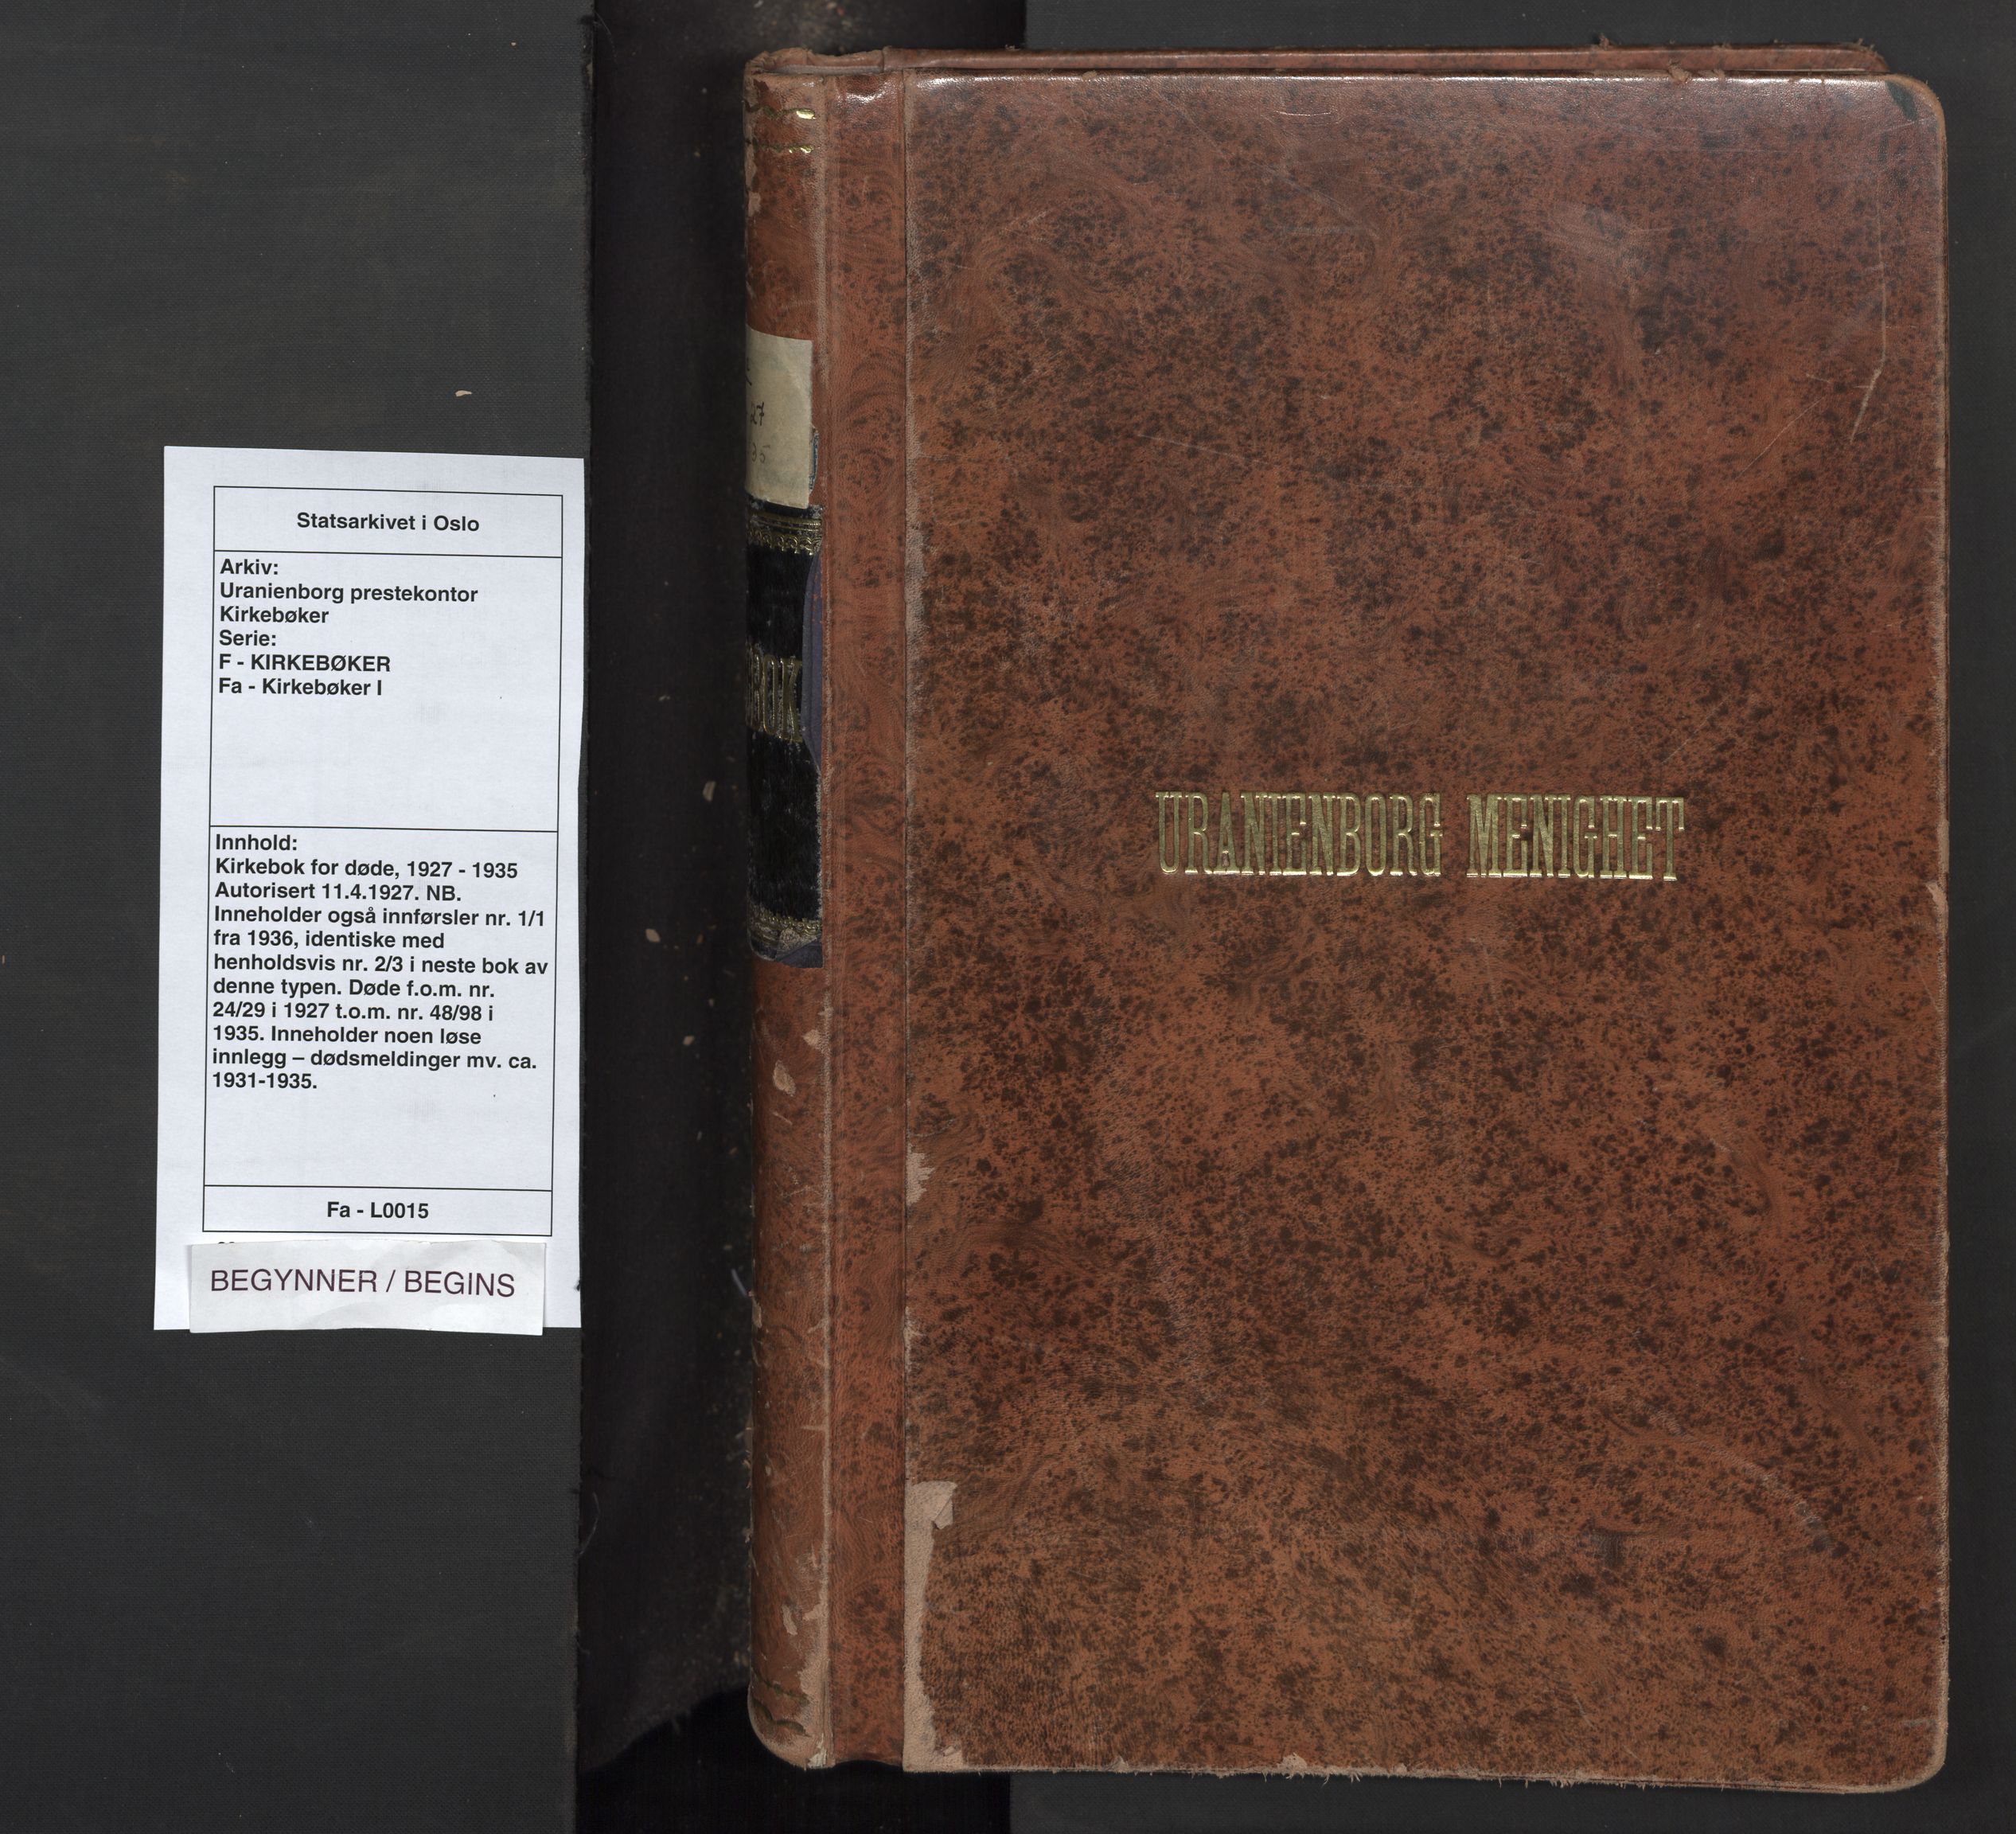 Statsarkivet i Oslo
Arkiv:
Uranienborg prestekontor
Kirkebøker
Serie:
F - KIRKEBØKER
Fa - Kirkebøker I
Innhold:
Kirkebok for døde, 1927 - 1935
Autorisert 11.4.1927. NB.
Inneholder også innførsler nr. 1/1
fra 1936, identiske med
henholdsvis nr. 2/3 i neste bok av
denne typen. Døde f.o.m. nr.
24/29 i 1927 t.o.m. nr. 48/98 i
1935. Inneholder noen løse
innlegg – dødsmeldinger mv. ca.
1931-1935.
Fa - L0015
BEGYNNER / BEGINS
27
35
URANIENBORG MENIGHET